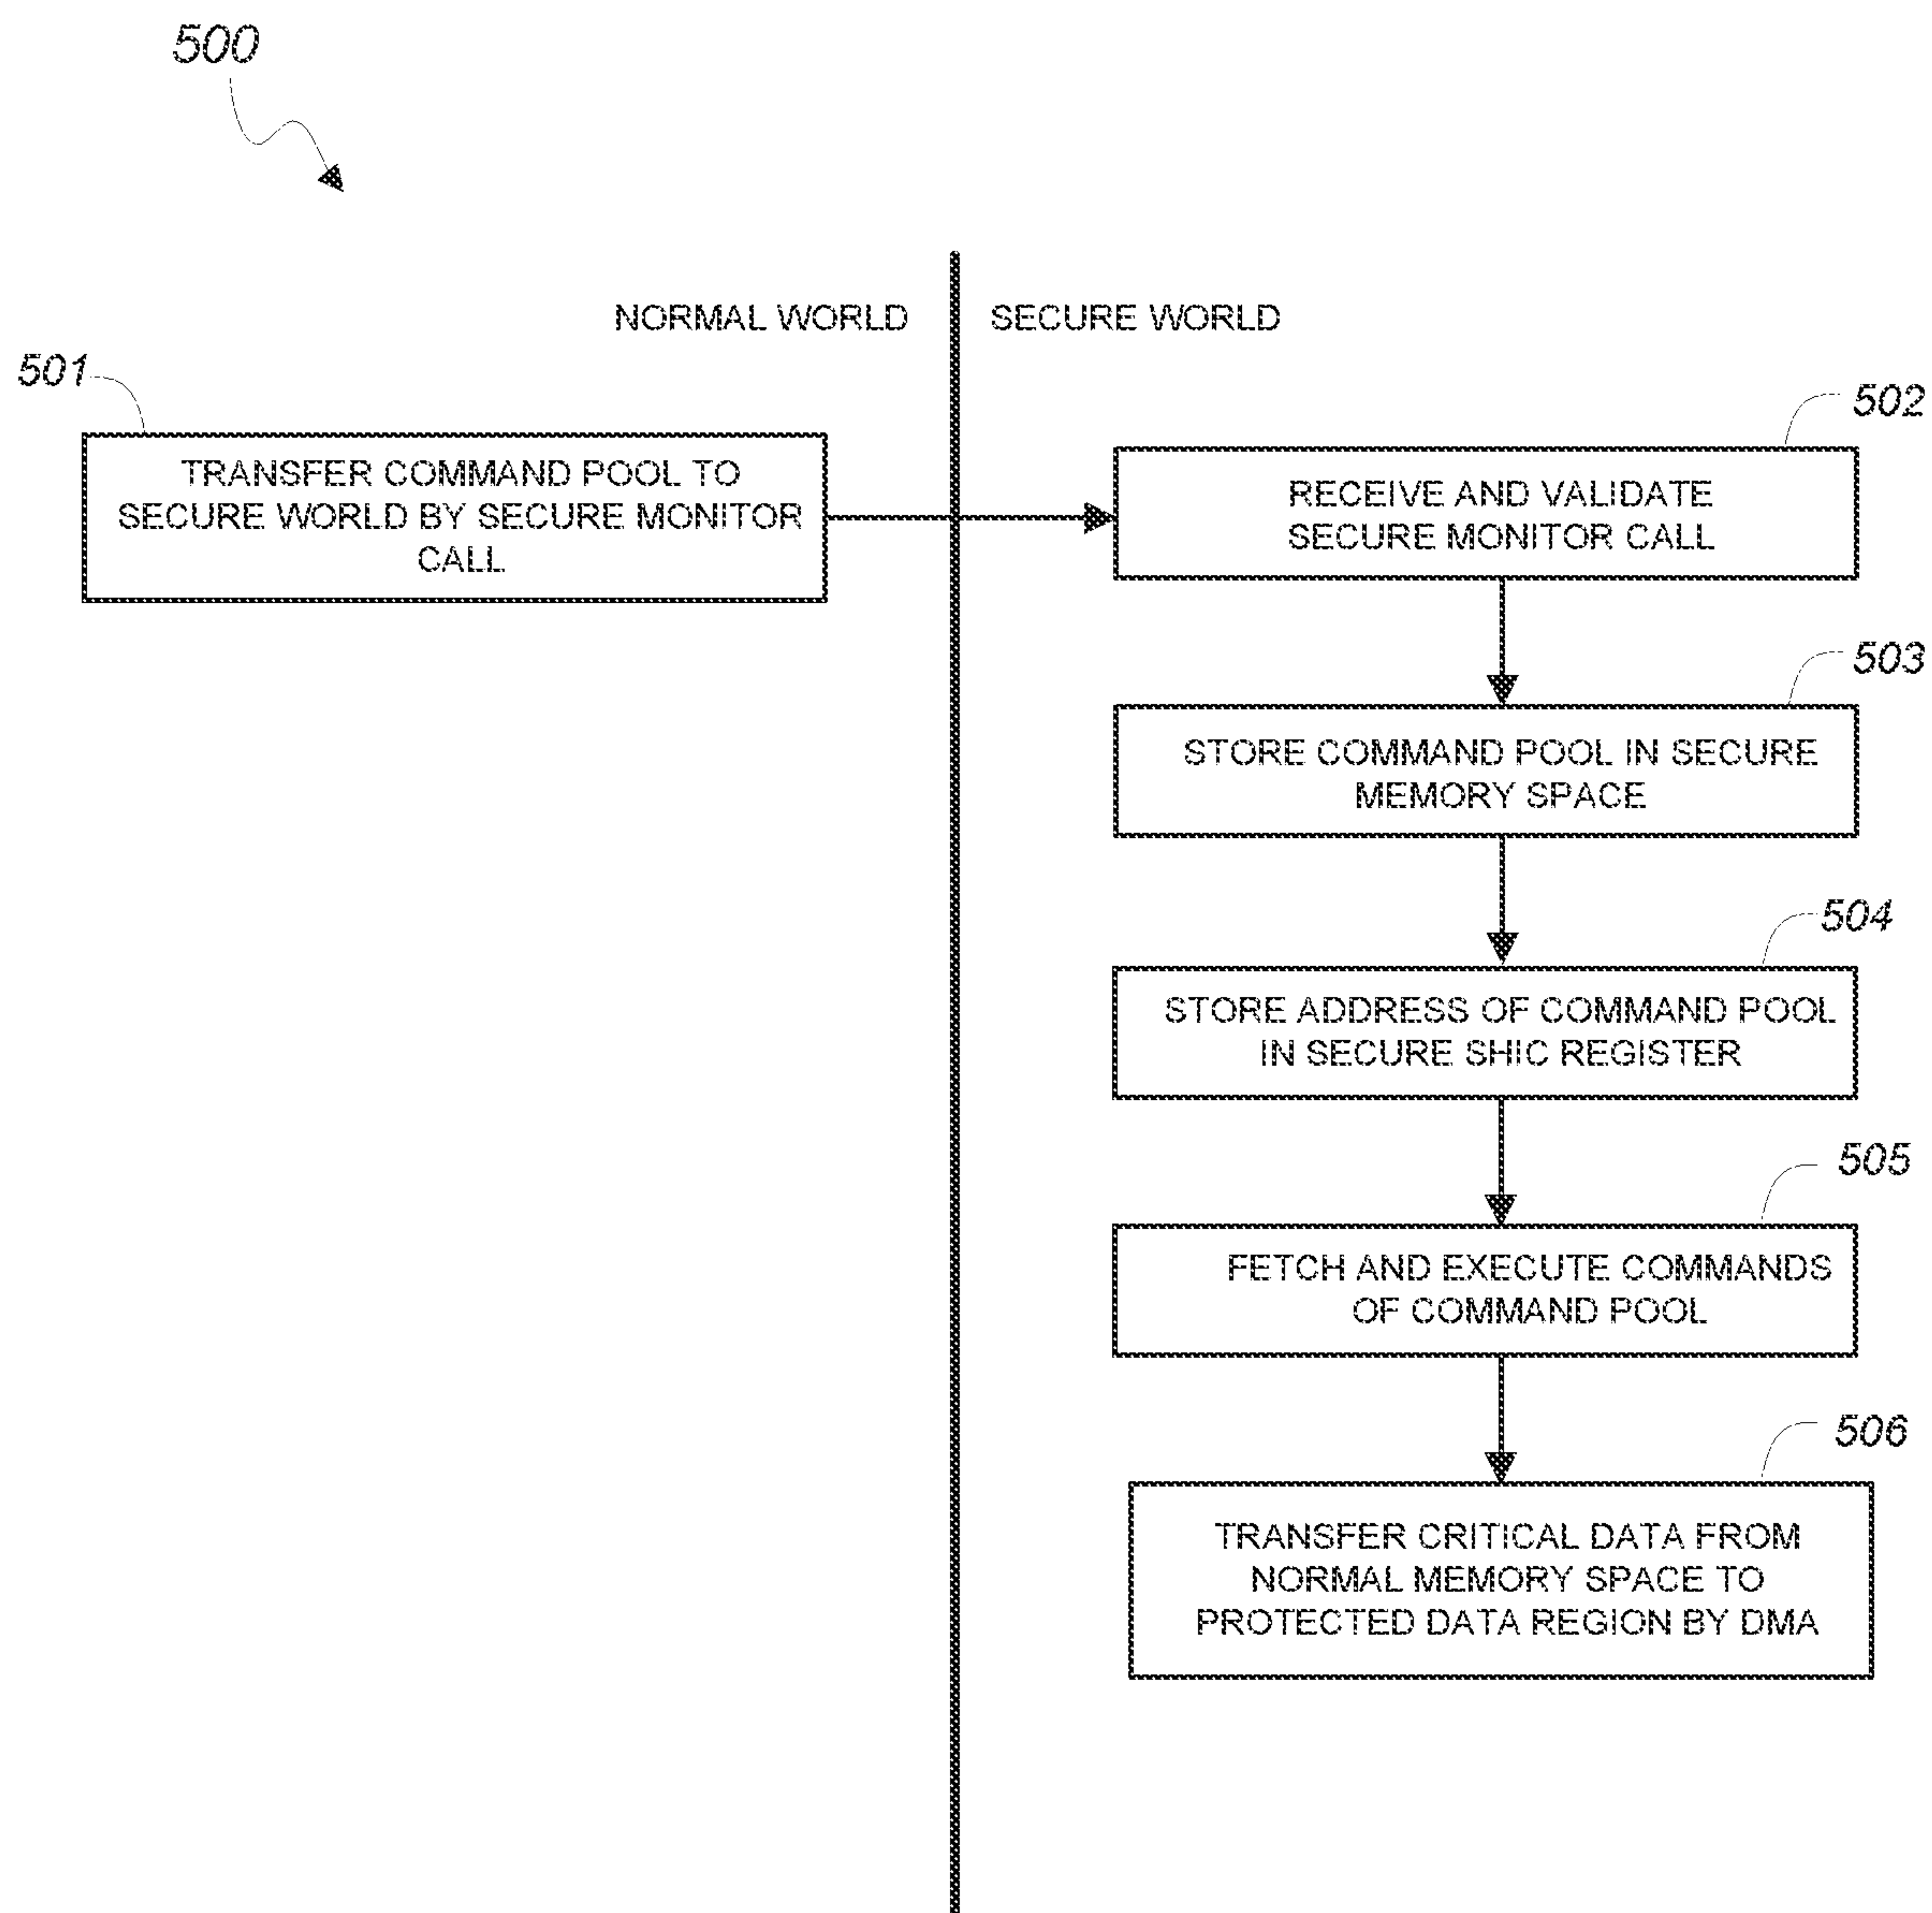 500
NORMAL WORLD
SECURE WORLD
501
TRANSFER COMMAND POOL TO
SECURE WORLD BY SECURE MONITOR
CALL
502
RECEIVE AND VALIDATE
SECURE MONITOR CALL
503
STORE COMMAND POOL IN SECURE
MEMORY SPACE
504
STORE ADDRESS OF COMMAND POOL
IN SECURE SHIC REGISTER
505
FETCH AND EXECUTE COMMANDS
OF COMMAND POOL
506
TRANSFER CRITICAL DATA FROM
NORMAL MEMORY SPACE TO
PROTECTED DATA REGION BY DMA